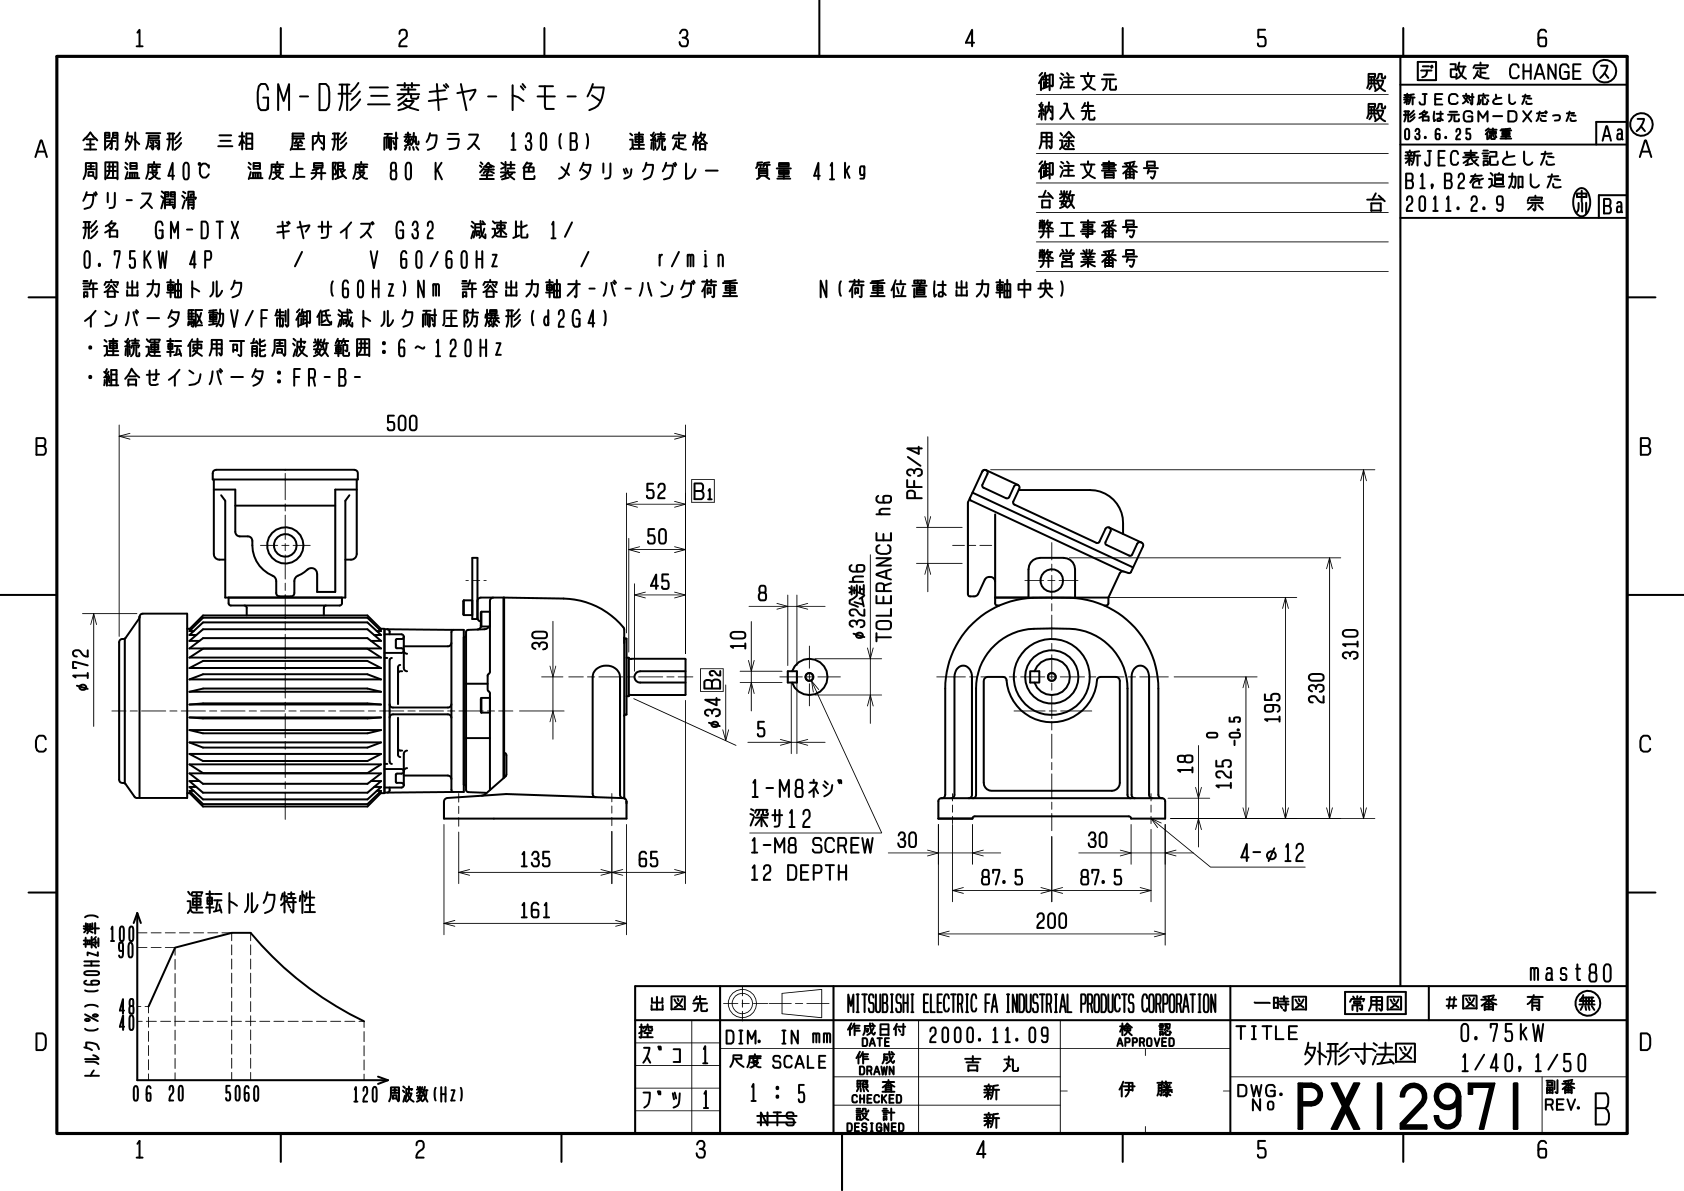 1 2 3 4 5 6
GM-D形三菱ギヤードモータ
全閉外扇形 三相 屋内形 耐熱クラス 130(B) 連続定格
周囲温度40℃ 温度上昇限度 80 K 塗装色 メタリックグレー 質量 41kg
グリース潤滑
形名 GM-DTX ギヤサイズ G32 減速比 1/
0.75KW 4P / V 60/60Hz / r/min
許容出力軸トルク (60Hz)Nm 許容出力軸オーバーハング荷重 N(荷重位置は出力軸中央)
インバータ駆動V/F制御低減トルク耐圧防爆形(d2G4)
・連続運転使用可能周波数範囲:6~120Hz
・組合せインバータ:FR-B-
御注文元 殿
納入先 殿
用途
御注文書番号
台数 台
弊工事番号
弊営業番号
デ 改定 CHANGE ス
新JEC対応とした
形名は元GM-DXだった
03.6.25 徳重 Aa ス
新JEC表記とした
B1,B2を追加した
2011.2.9 宗 Ba
A A
B B
C C
D D
500
52 B1
50
45
φ172
30
φ34 B2
135 65
161
8
10
5
φ32公差h6
TOLERANCE h6
1-M8ネジ
深サ12
1-M8 SCREW
12 DEPTH
PF3/4
310
230
195
125 0 -0.5
18
30 30
4-φ12
87.5 87.5
200
運転トルク特性
トルク(%)(60Hz基準)
100
90
48
40
0 6 20 50 60 120 周波数(Hz)
mast80
出図先
控
ズコ 1
ブツ 1
DIM. IN mm
尺度 SCALE
1 : 5
NTS
MITSUBISHI ELECTRIC FA INDUSTRIAL PRODUCTS CORPORATION
作成日付 DATE 2000.11.09
作成 DRAWN 吉丸
照査 CHECKED 新
設計 DESIGNED 新
検認 APPROVED
伊藤
一時図 常用図 #図番 有 無
TITLE
外形寸法図
0.75kW
1/40,1/50
DWG. No PX12971
副番 REV. B
1 2 3 4 5 6